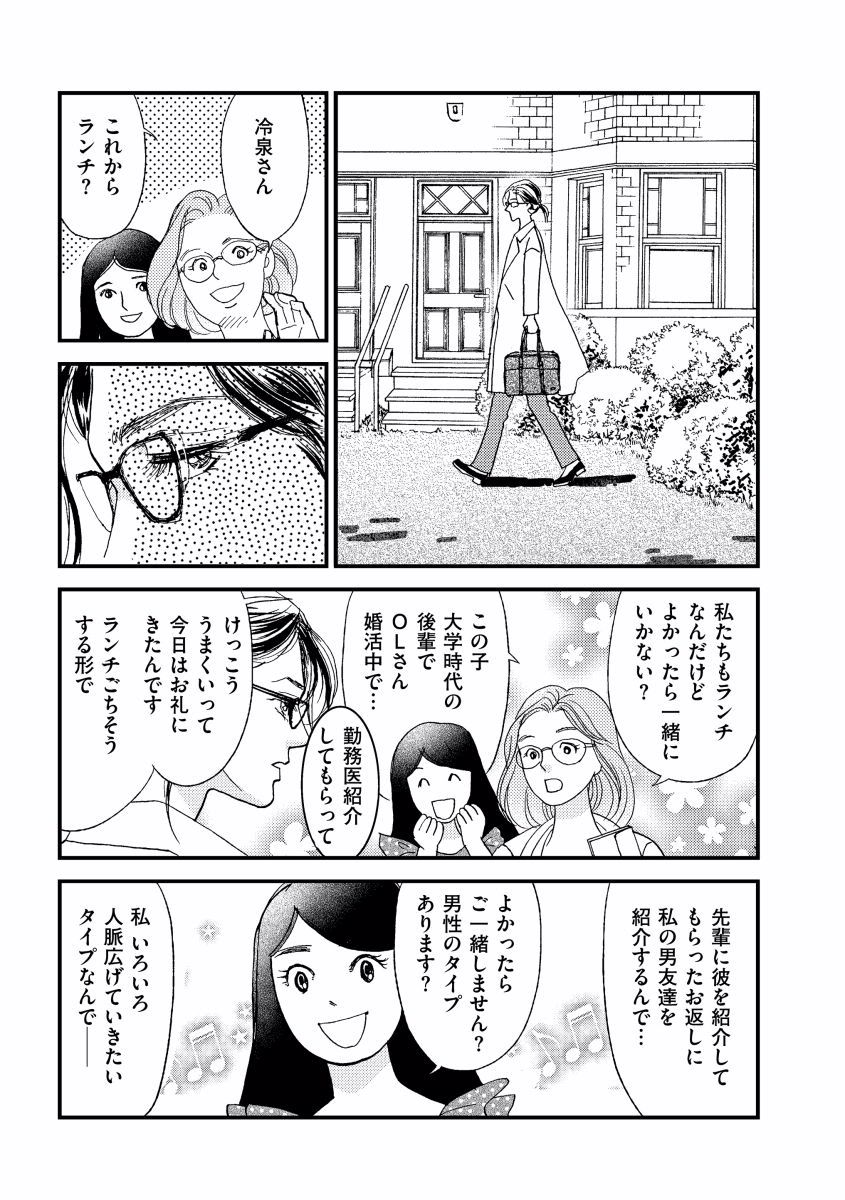 冷泉さん
これから
ランチ？
私たちもランチ
なんだけど
よかったら一緒に
いかない？
この子
大学時代の
後輩で
ＯＬさん
婚活中で…
勤務医紹介
してもらって
けっこう
うまくいって
今日はお礼に
きたんです
ランチごちそう
する形で
先輩に彼を紹介して
もらったお返しに
私の男友達を
紹介するんで…
よかったら
ご一緒しません？
男性のタイプ
あります？
私 いろいろ
人脈広げていきたい
タイプなんで──